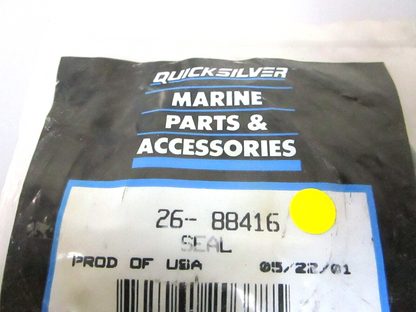 QUICKSILVER
MARINE
PARTS &
ACCESSORIES
26- 88416
SEAL
PROD OF USA 05/22/01